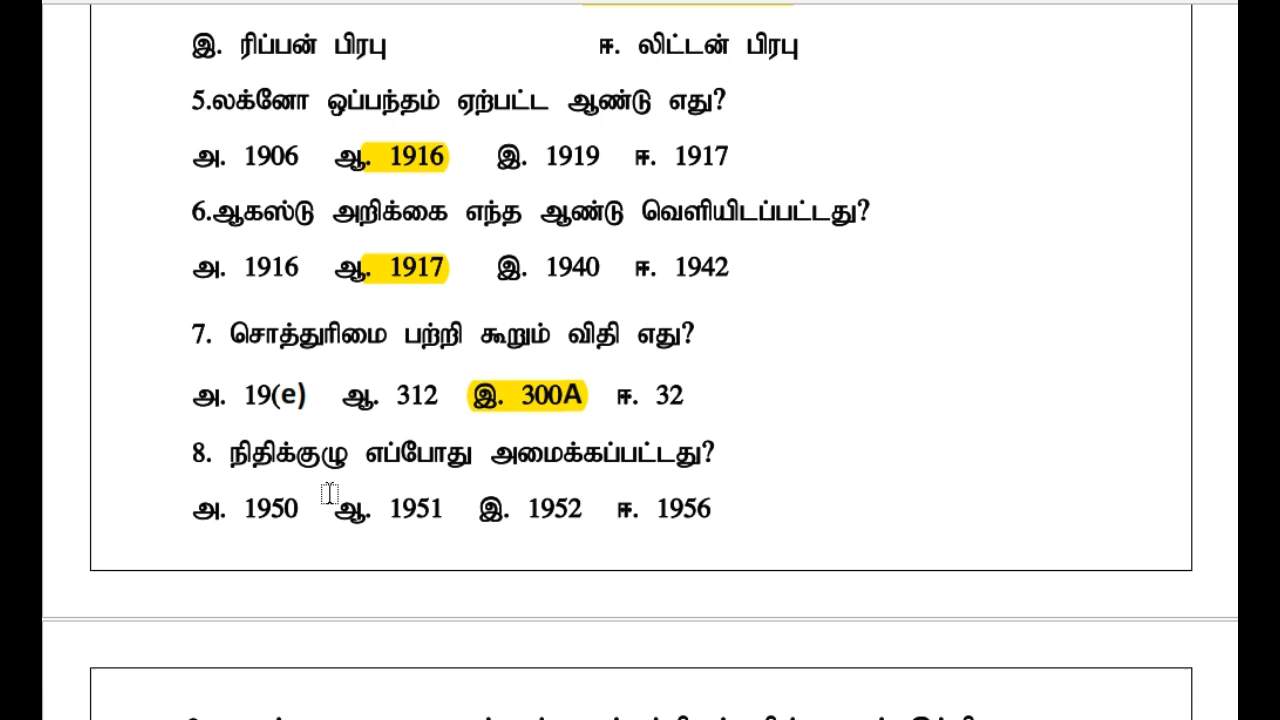 இ. ரிப்பன் பிரபு ஈ. லிட்டன் பிரபு
5.லக்னோ ஒப்பந்தம் ஏற்பட்ட ஆண்டு எது?
அ. 1906 ஆ. 1916 இ. 1919 ஈ. 1917
6.ஆகஸ்டு அறிக்கை எந்த ஆண்டு வெளியிடப்பட்டது?
அ. 1916 ஆ. 1917 இ. 1940 ஈ. 1942
7. சொத்துரிமை பற்றி கூறும் விதி எது?
அ. 19(e) ஆ. 312 இ. 300A ஈ. 32
8. நிதிக்குழு எப்போது அமைக்கப்பட்டது?
அ. 1950 ஆ. 1951 இ. 1952 ஈ. 1956